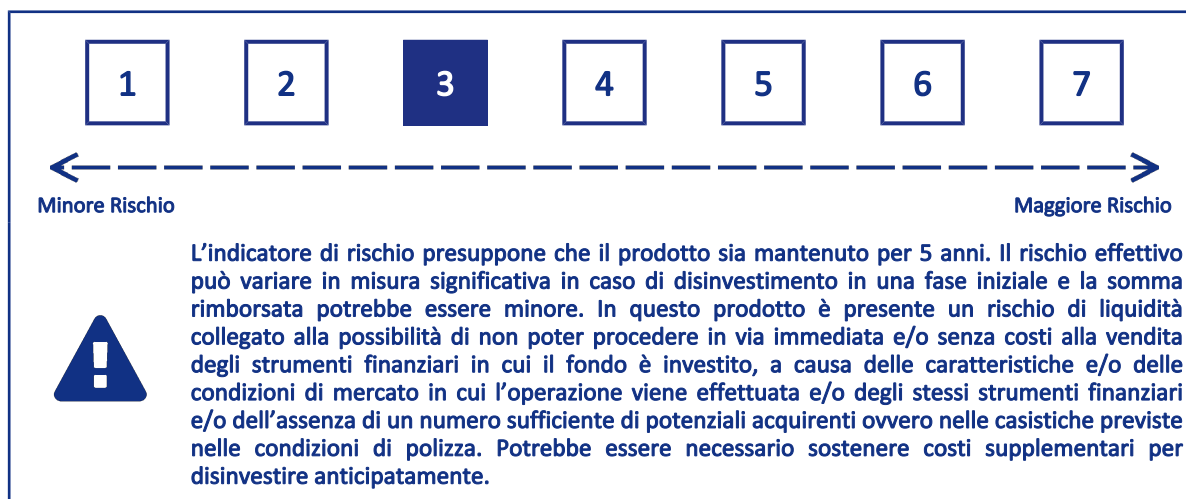 1 2 3 4 5 6 7
Minore Rischio Maggiore Rischio
L’indicatore di rischio presuppone che il prodotto sia mantenuto per 5 anni. Il rischio effettivo
può variare in misura significativa in caso di disinvestimento in una fase iniziale e la somma
rimborsata potrebbe essere minore. In questo prodotto è presente un rischio di liquidità
collegato alla possibilità di non poter procedere in via immediata e/o senza costi alla vendita
degli strumenti finanziari in cui il fondo è investito, a causa delle caratteristiche e/o delle
condizioni di mercato in cui l’operazione viene effettuata e/o degli stessi strumenti finanziari
e/o dell’assenza di un numero sufficiente di potenziali acquirenti ovvero nelle casistiche previste
nelle condizioni di polizza. Potrebbe essere necessario sostenere costi supplementari per
disinvestire anticipatamente.